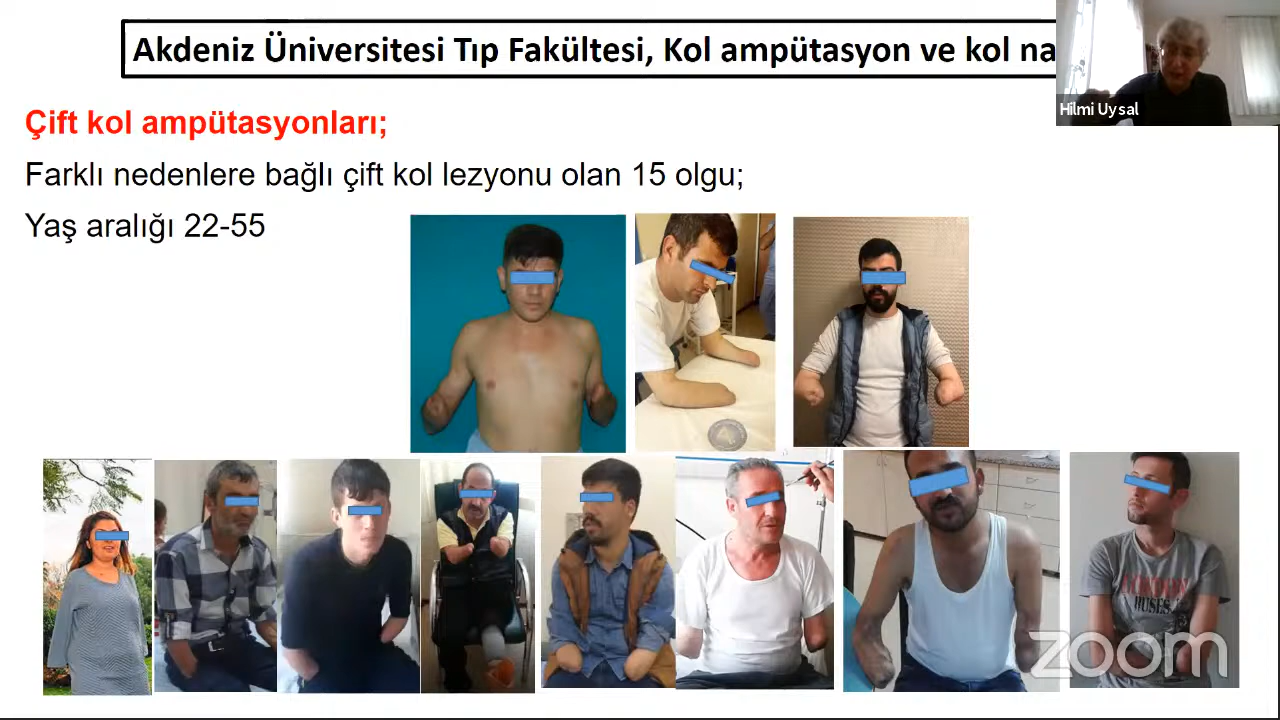 Akdeniz Üniversitesi Tıp Fakültesi, Kol ampütasyon ve kol na
Hilmi Uysal
Çift kol ampütasyonları;
Farklı nedenlere bağlı çift kol lezyonu olan 15 olgu;
Yaş aralığı 22-55
LONDON
HUSES
zoom